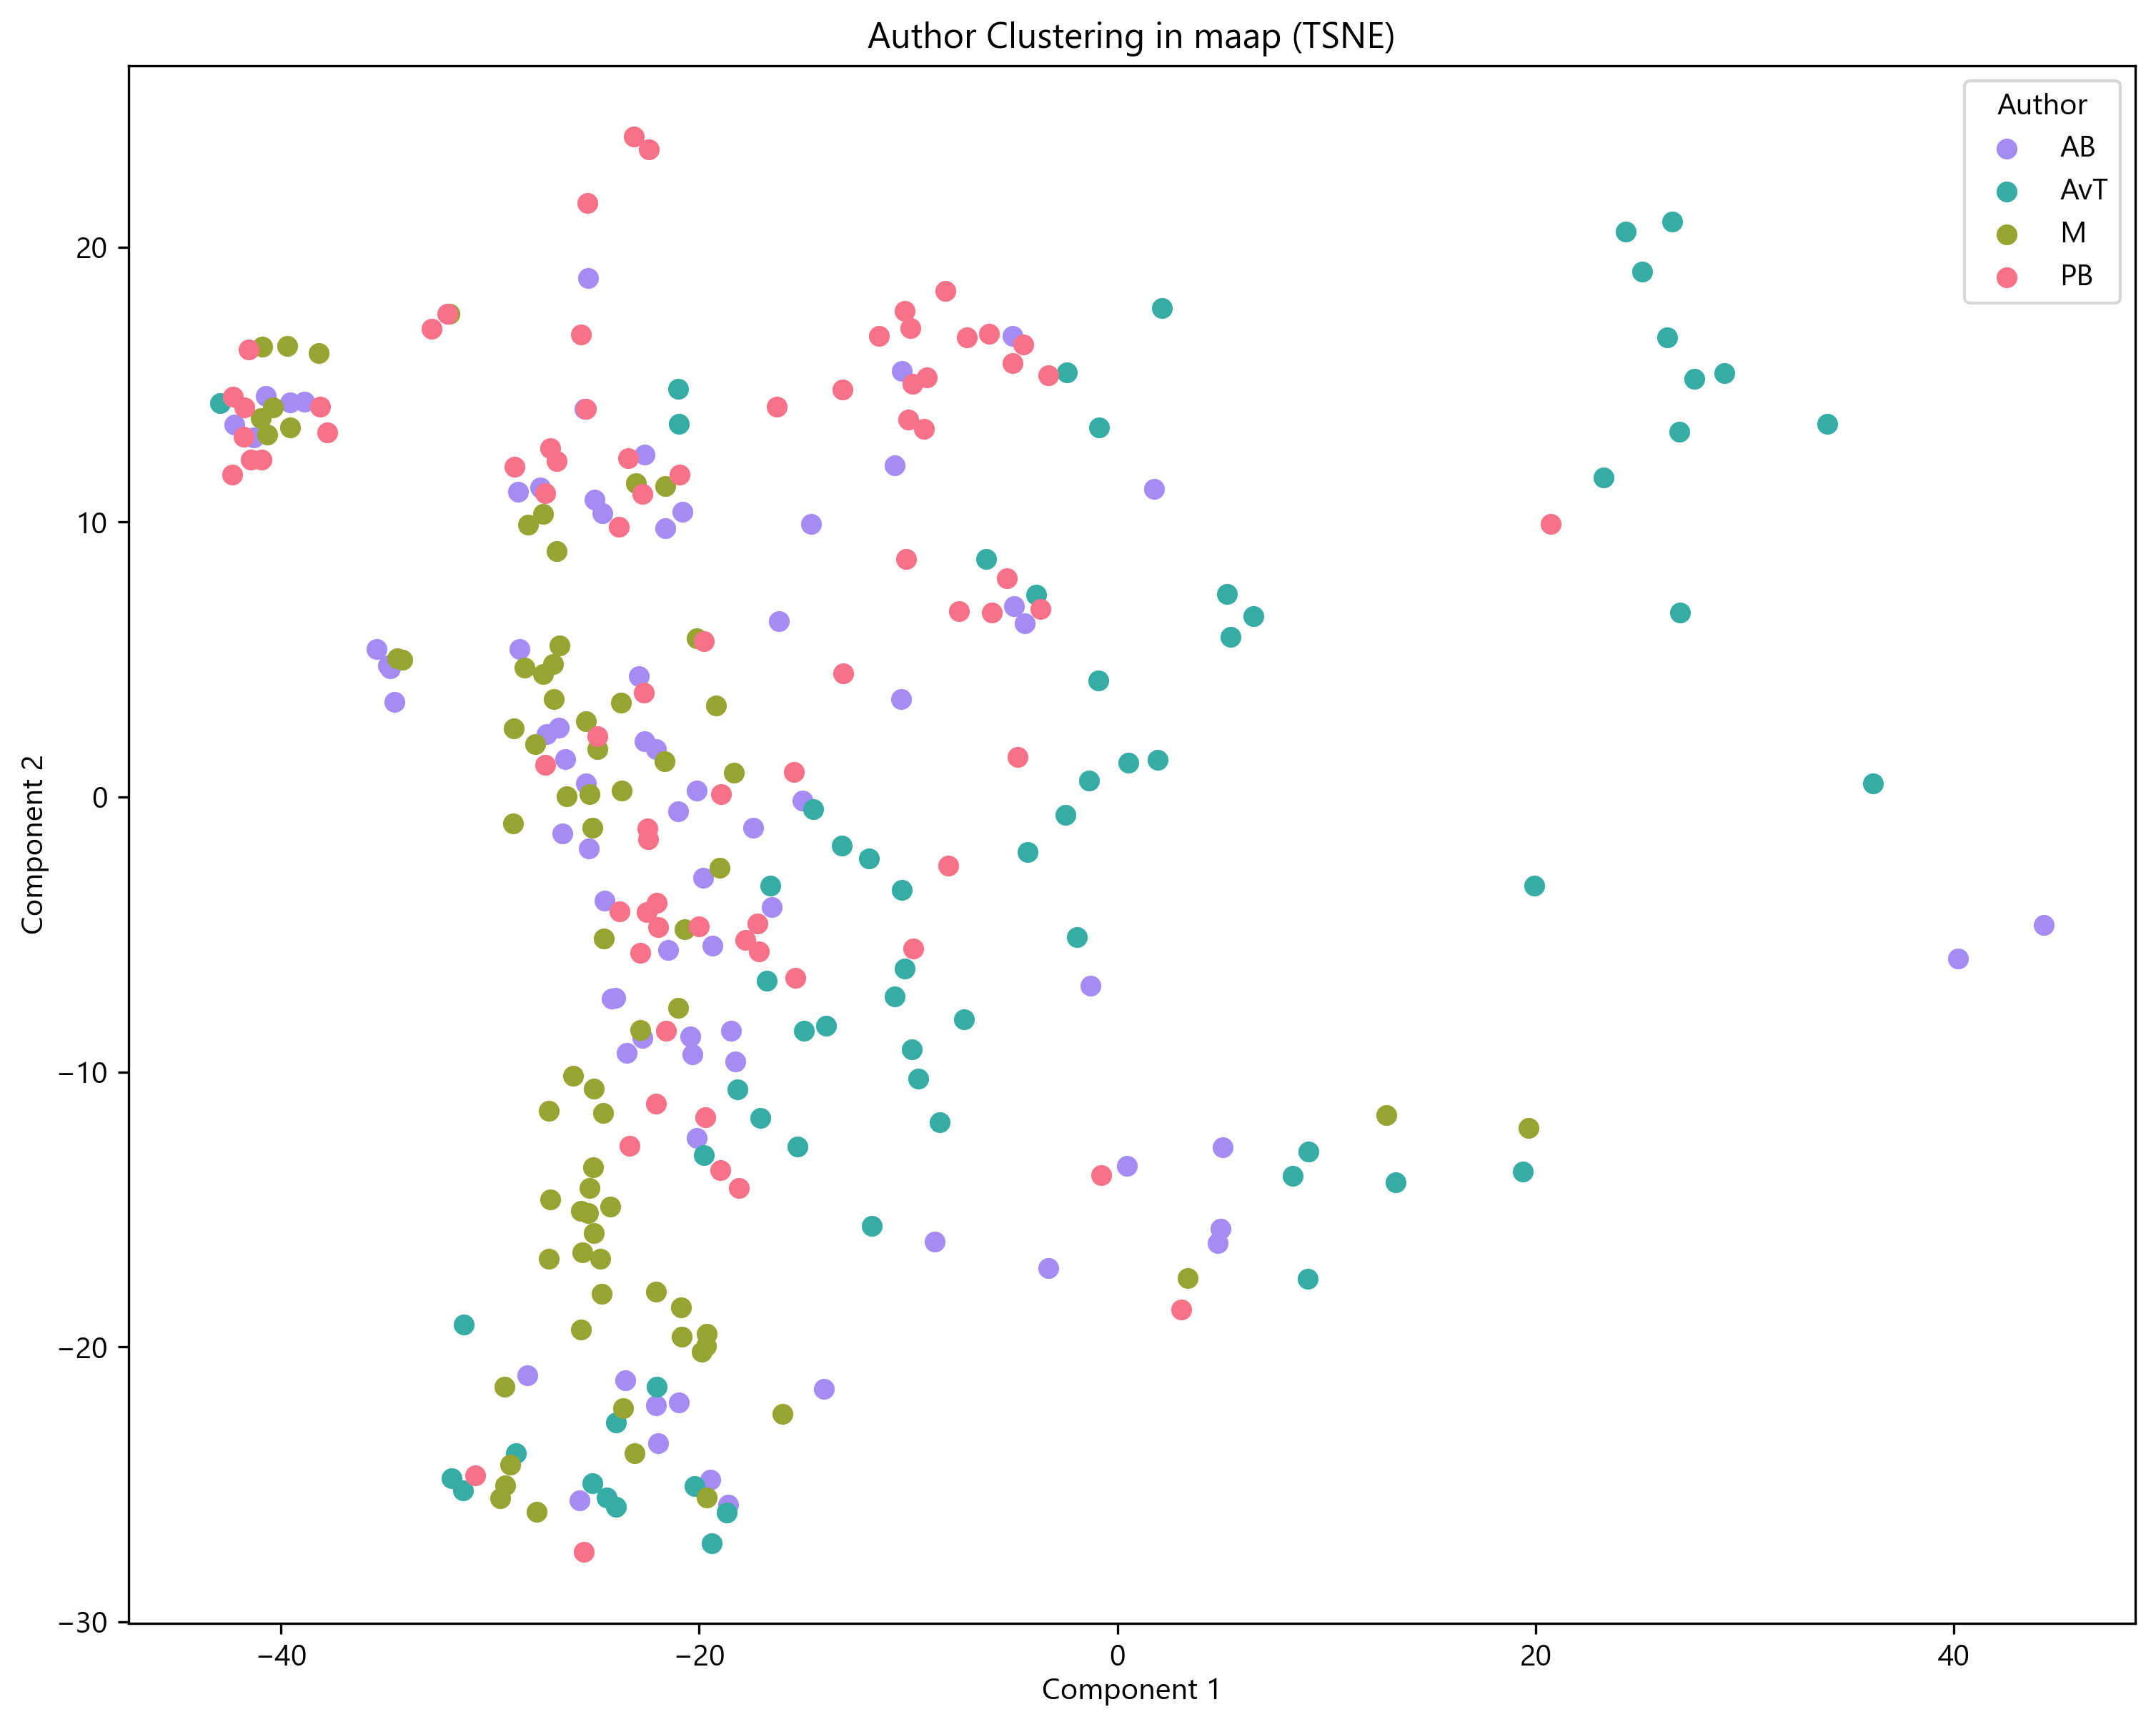 Author Clustering in maap (TSNE)
Author
AB
AvT
M
PB
20
10
0
−10
−20
−30
Component 2
−40
−20
0
20
40
Component 1